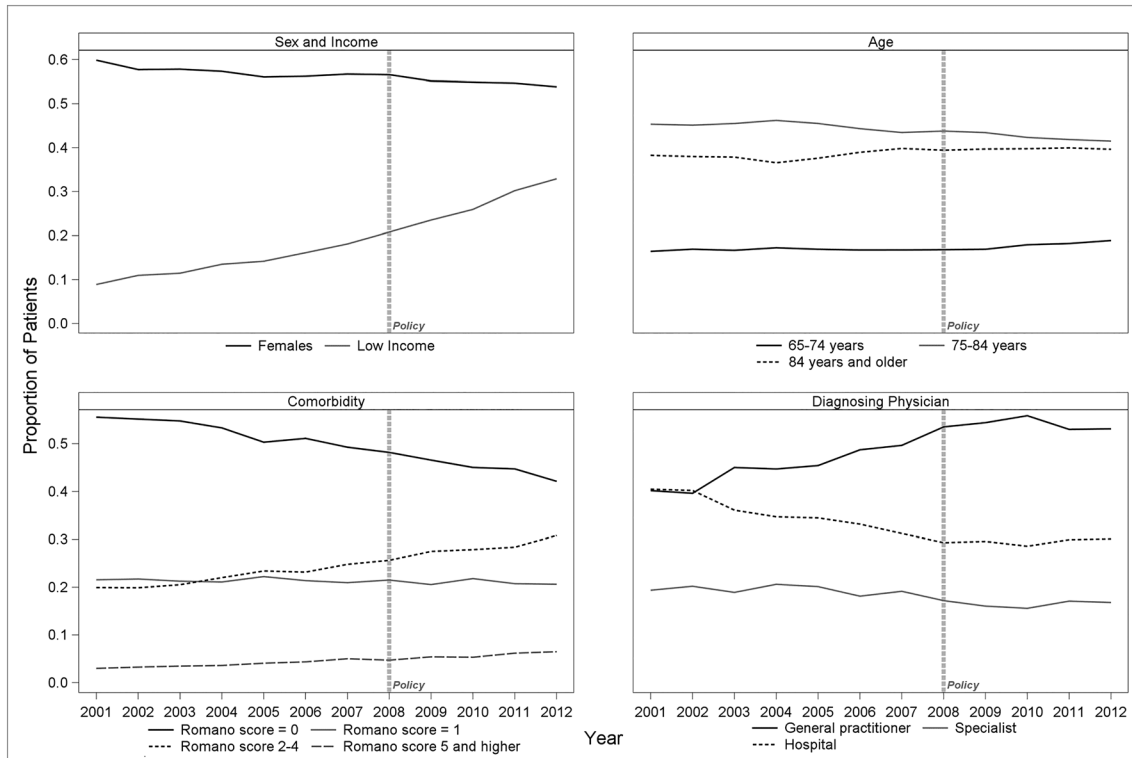 Proportion of Patients
Sex and Income
0.6
0.5
0.4
0.3
0.2
0.1
0.0
Policy
Females Low Income
Age
Policy
65-74 years 75-84 years
84 years and older
Comorbidity
0.5
0.4
0.3
0.2
0.1
0.0
Policy
2001 2002 2003 2004 2005 2006 2007 2008 2009 2010 2011 2012
Romano score = 0 Romano score = 1
Romano score 2-4 Romano score 5 and higher
Diagnosing Physician
Policy
2001 2002 2003 2004 2005 2006 2007 2008 2009 2010 2011 2012
General practitioner Specialist
Hospital
Year